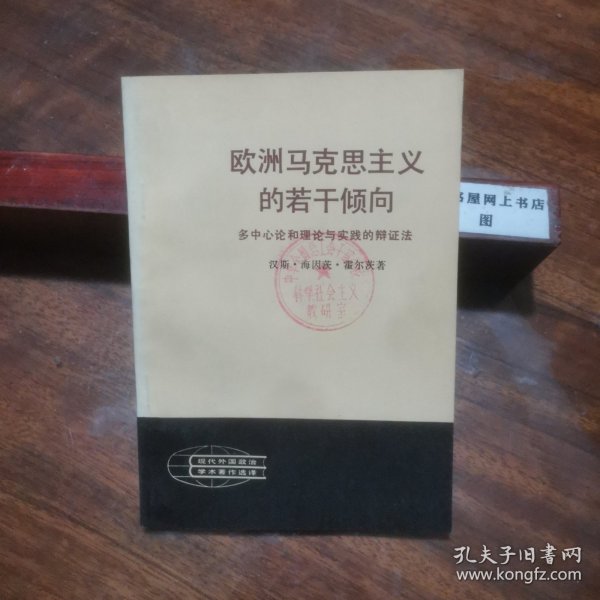 欧洲马克思主义
的若干倾向
多中心论和理论与实践的辩证法
汉斯·海因茨·霍尔茨著
科学社会主义
教研室
书屋网上书店
图
现代外国政治
学术著作选译
孔夫子旧书网
www.kongfz.com